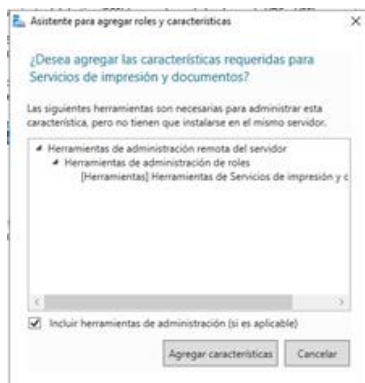 Asistente para agregar roles y características
¿Desea agregar las características requeridas para
Servicios de impresión y documentos?
Las siguientes herramientas son necesarias para administrar esta
característica, pero no tienen que instalarse en el mismo servidor.
Herramientas de administración remota del servidor
Herramientas de administración de roles
[Herramientas] Herramientas de Servicios de impresión y d
Incluir herramientas de administración (si es aplicable)
Agregar características
Cancelar